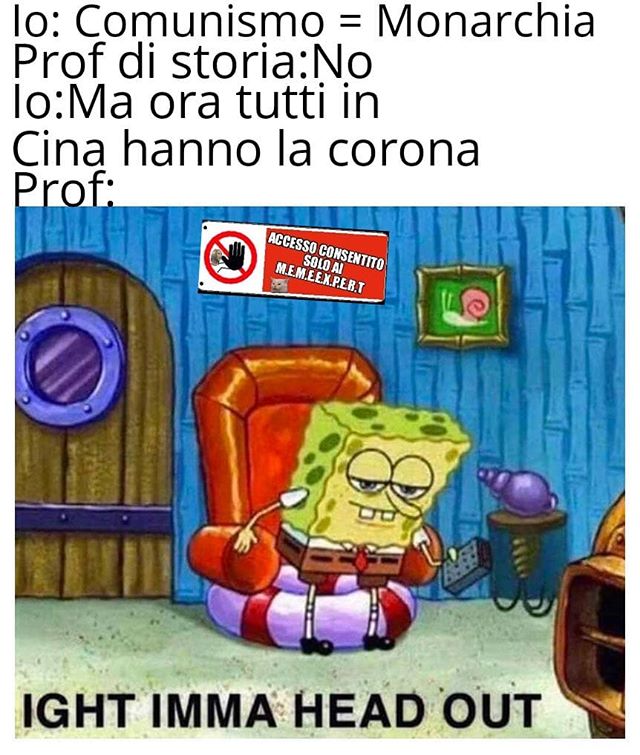 Io: Comunismo = Monarchia
Prof di storia:No
Io:Ma ora tutti in
Cina hanno la corona
Prof:
ACCESSO CONSENTITO
SOLO AI
M.E.M.E.E.X.P.E.R.T
IGHT IMMA HEAD OUT